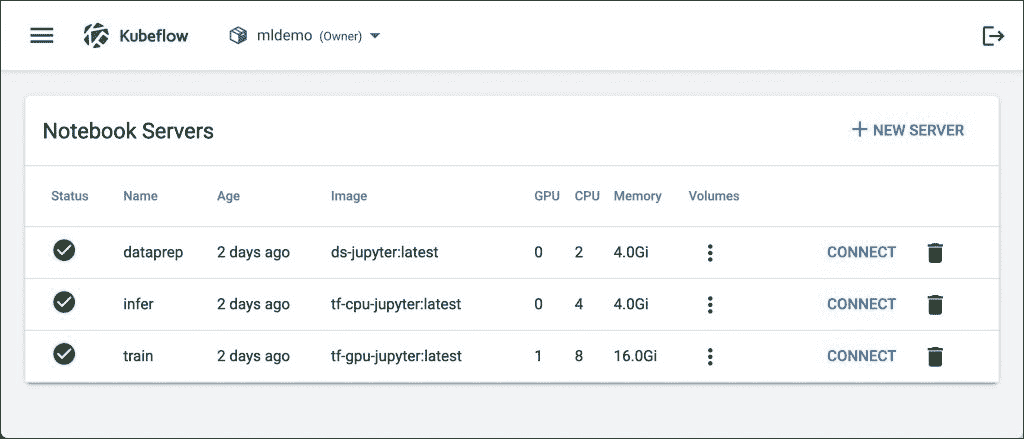 Kubeflow mldemo (Owner)
Notebook Servers + NEW SERVER
Status Name Age Image GPU CPU Memory Volumes
dataprep 2 days ago ds-jupyter:latest 0 2 4.0Gi CONNECT
infer 2 days ago tf-cpu-jupyter:latest 0 4 4.0Gi CONNECT
train 2 days ago tf-gpu-jupyter:latest 1 8 16.0Gi CONNECT